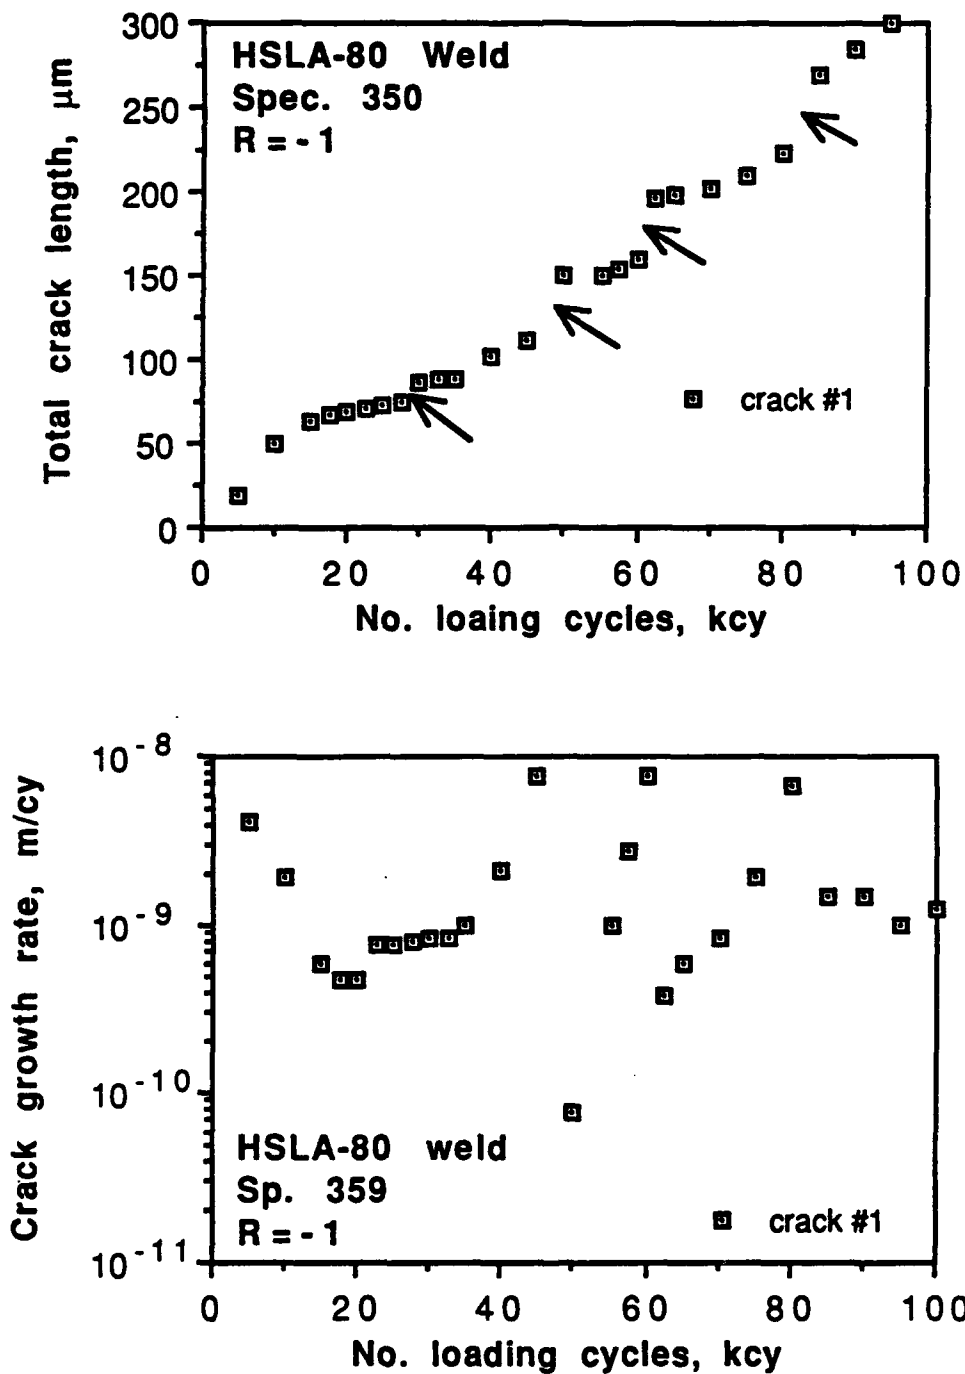 300
250
200
150
100
50
0
Total crack length, µm
HSLA-80 Weld
Spec. 350
R = - 1
crack #1
0 20 40 60 80 100
No. loaing cycles, kcy
10-8
10-9
10-10
10-11
Crack growth rate, m/cy
HSLA-80 weld
Sp. 359
R = - 1
crack #1
0 20 40 60 80 100
No. loading cycles, kcy